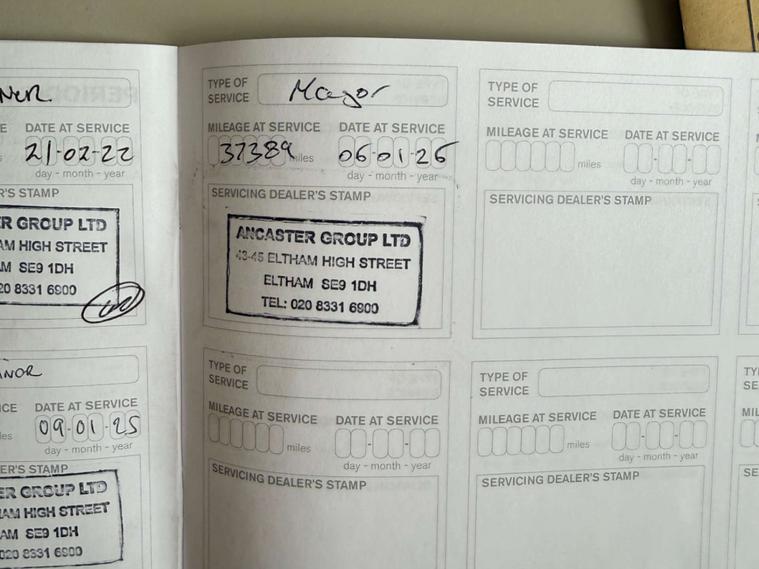 TYPE OF SERVICE Major
MILEAGE AT SERVICE DATE AT SERVICE
37389 miles 06-01-26
day - month - year
SERVICING DEALER'S STAMP
ANCASTER GROUP LTD
43-45 ELTHAM HIGH STREET
ELTHAM SE9 1DH
TEL: 020 8331 6900
TYPE OF SERVICE
MILEAGE AT SERVICE DATE AT SERVICE
miles
day - month - year
SERVICING DEALER'S STAMP
TYPE OF SERVICE
MILEAGE AT SERVICE DATE AT SERVICE
miles
day - month - year
SERVICING DEALER'S STAMP
TYPE OF SERVICE
MILEAGE AT SERVICE DATE AT SERVICE
miles
day - month - year
SERVICING DEALER'S STAMP
DATE AT SERVICE
21-02-22
day - month - year
R'S STAMP
R GROUP LTD
AM HIGH STREET
AM SE9 1DH
20 8331 6900
INOR
DATE AT SERVICE
09-01-25
day - month - year
ER'S STAMP
ER GROUP LTD
HAM HIGH STREET
AM SE9 1DH
020 8331 6900